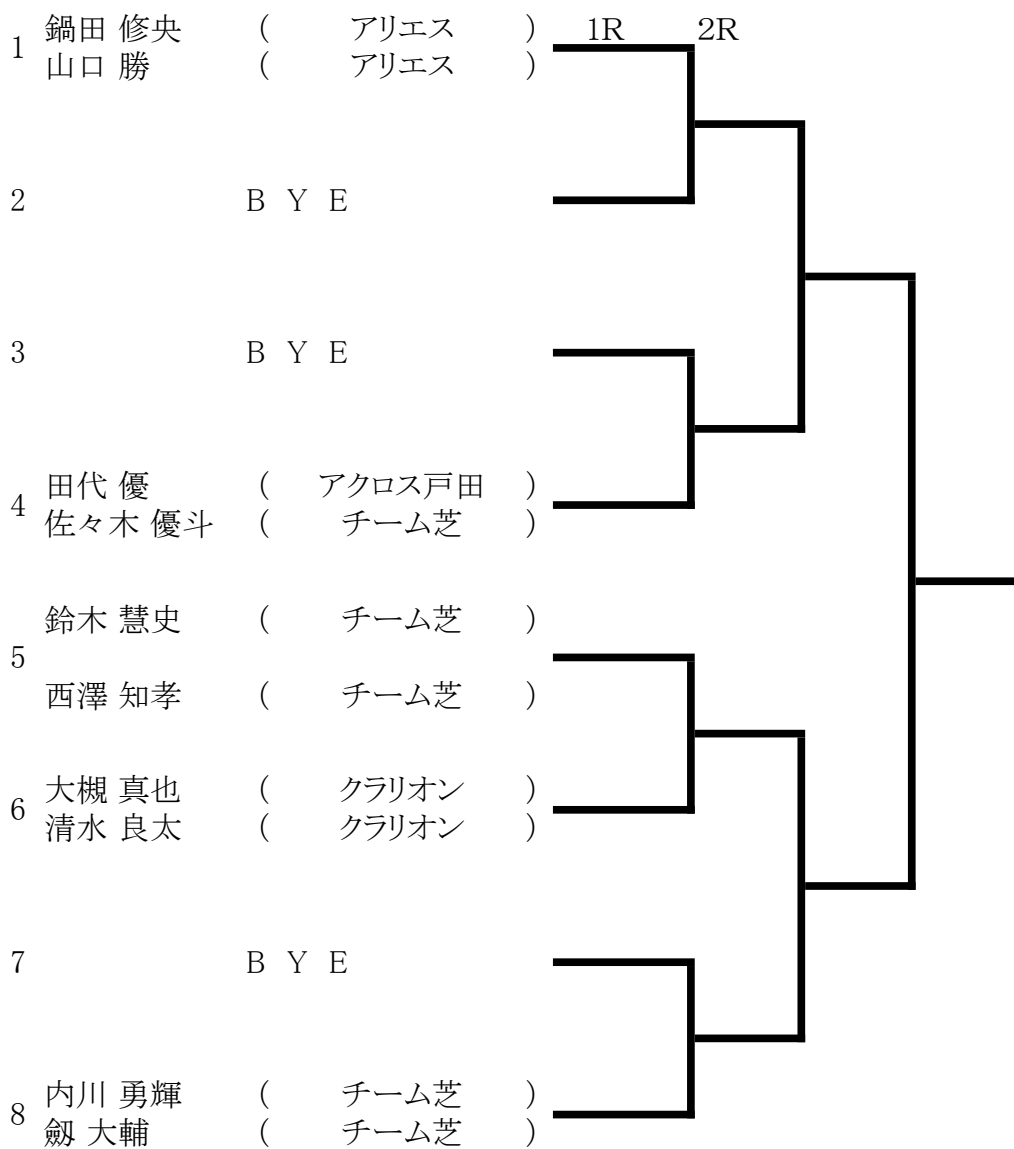 1R 2R
1 鍋田 修央 ( アリエス )
山口 勝 ( アリエス )
2 B Y E
3 B Y E
4 田代 優 ( アクロス戸田 )
佐々木 優斗 ( チーム芝 )
鈴木 慧史 ( チーム芝 )
5
西澤 知孝 ( チーム芝 )
6 大槻 真也 ( クラリオン )
清水 良太 ( クラリオン )
7 B Y E
8 内川 勇輝 ( チーム芝 )
劔 大輔 ( チーム芝 )